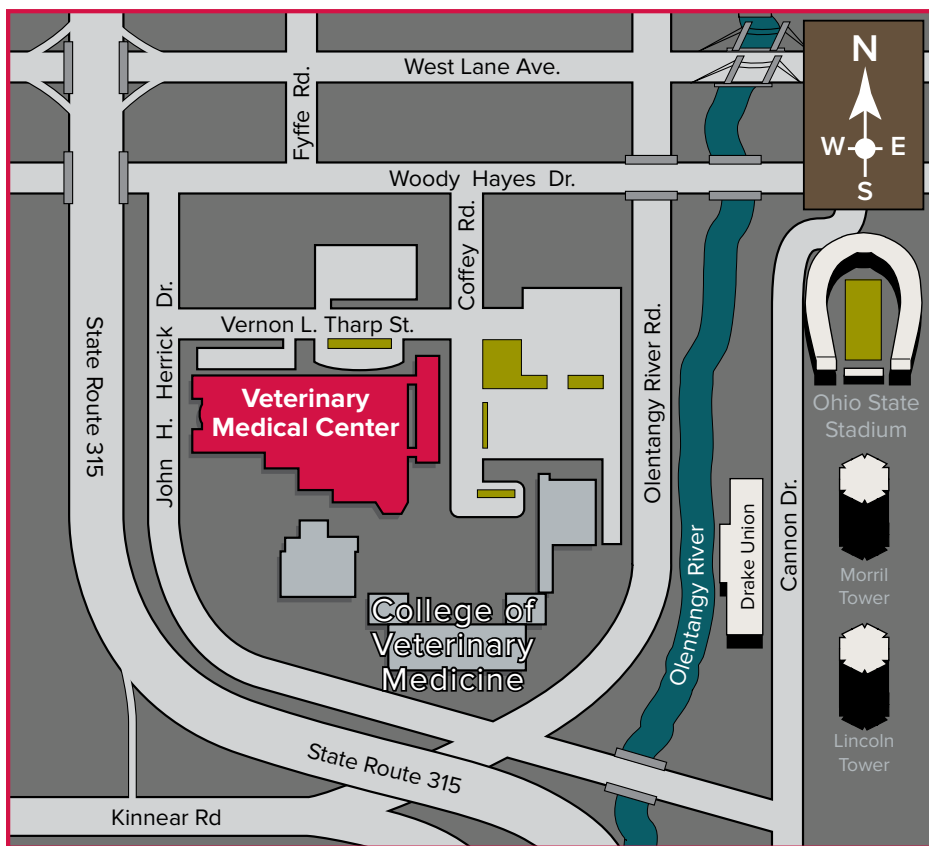 West Lane Ave.
N
W
E
S
Fyffe Rd.
Woody Hayes Dr.
Coffey Rd.
John H. Herrick Dr.
Vernon L. Tharp St.
State Route 315
Veterinary
Medical Center
Olentangy River Rd.
Ohio State
Stadium
Cannon Dr.
Drake Union
Olentangy River
Morril
Tower
College of
Veterinary
Medicine
Lincoln
Tower
State Route 315
Kinnear Rd